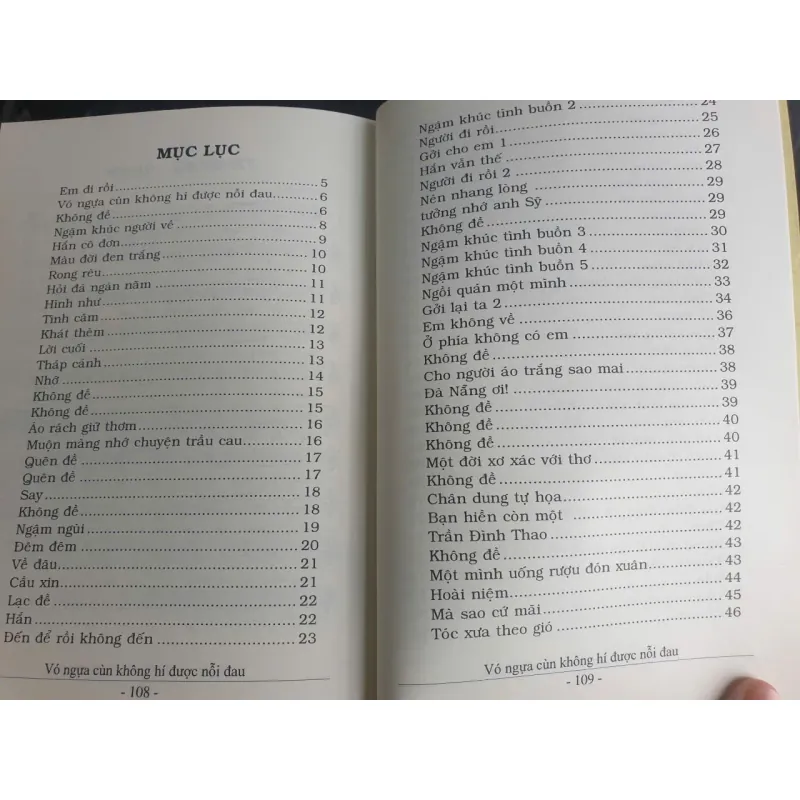 MỤC LỤC
Em đi rồi 5
Vó ngựa cùn không hí được nỗi đau 6
Không đề 6
Ngậm khúc người về 8
Hắn cô đơn 9
Màu đời đen trắng 10
Rong rêu 10
Hỏi đá ngàn năm 11
Hình như 11
Tình câm 12
Khát thèm 12
Lời cuối 13
Thắp cánh 13
Nhớ 14
Không đề 15
Không đề 15
Áo rách giữ thơm 16
Muộn màng nhớ chuyện trầu cau 16
Quên đề 17
Quên đề 17
Say 18
Không đề 18
Ngậm ngùi 19
Đêm đêm 20
Về đâu 21
Cầu xin 21
Lạc đề 22
Hắn 22
Đến để rồi không đến 23
Vó ngựa cùn không hí được nỗi đau
- 108 -
Ngậm khúc tình buồn 2 24
Người đi rồi 25
Gởi cho em 1 26
Hắn vẫn thế 27
Người đi rồi 2 28
Nén nhang lòng 29
tưởng nhớ anh Sỹ 29
Không đề 29
Ngậm khúc tình buồn 3 30
Ngậm khúc tình buồn 4 31
Ngậm khúc tình buồn 5 32
Ngồi quán một mình 33
Gởi lại ta 2 34
Em không về 36
Ở phía không có em 37
Không đề 38
Cho người áo trắng sao mai 38
Đà Nẵng ơi! 39
Không đề 39
Không đề 40
Không đề 40
Một đời xơ xác với thơ 41
Không đề 41
Chân dung tự họa 42
Bạn hiền còn một 42
Trần Đình Thao 42
Không đề 43
Một mình uống rượu đón xuân 43
Hoài niệm 44
Mà sao cứ mãi 45
Tóc xưa theo gió 46
Vó ngựa cùn không hí được nỗi đau
- 109 -